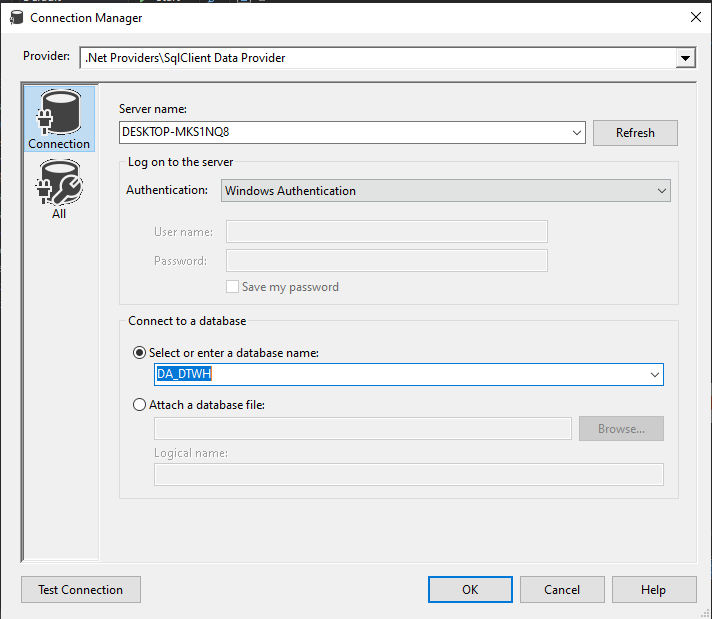 Connection Manager
Provider: .Net Providers\SqlClient Data Provider
Connection
All
Server name:
DESKTOP-MKS1NQ8
Refresh
Log on to the server
Authentication: Windows Authentication
User name:
Password:
Save my password
Connect to a database
Select or enter a database name:
DA_DTWH
Attach a database file:
Browse...
Logical name:
Test Connection
OK
Cancel
Help